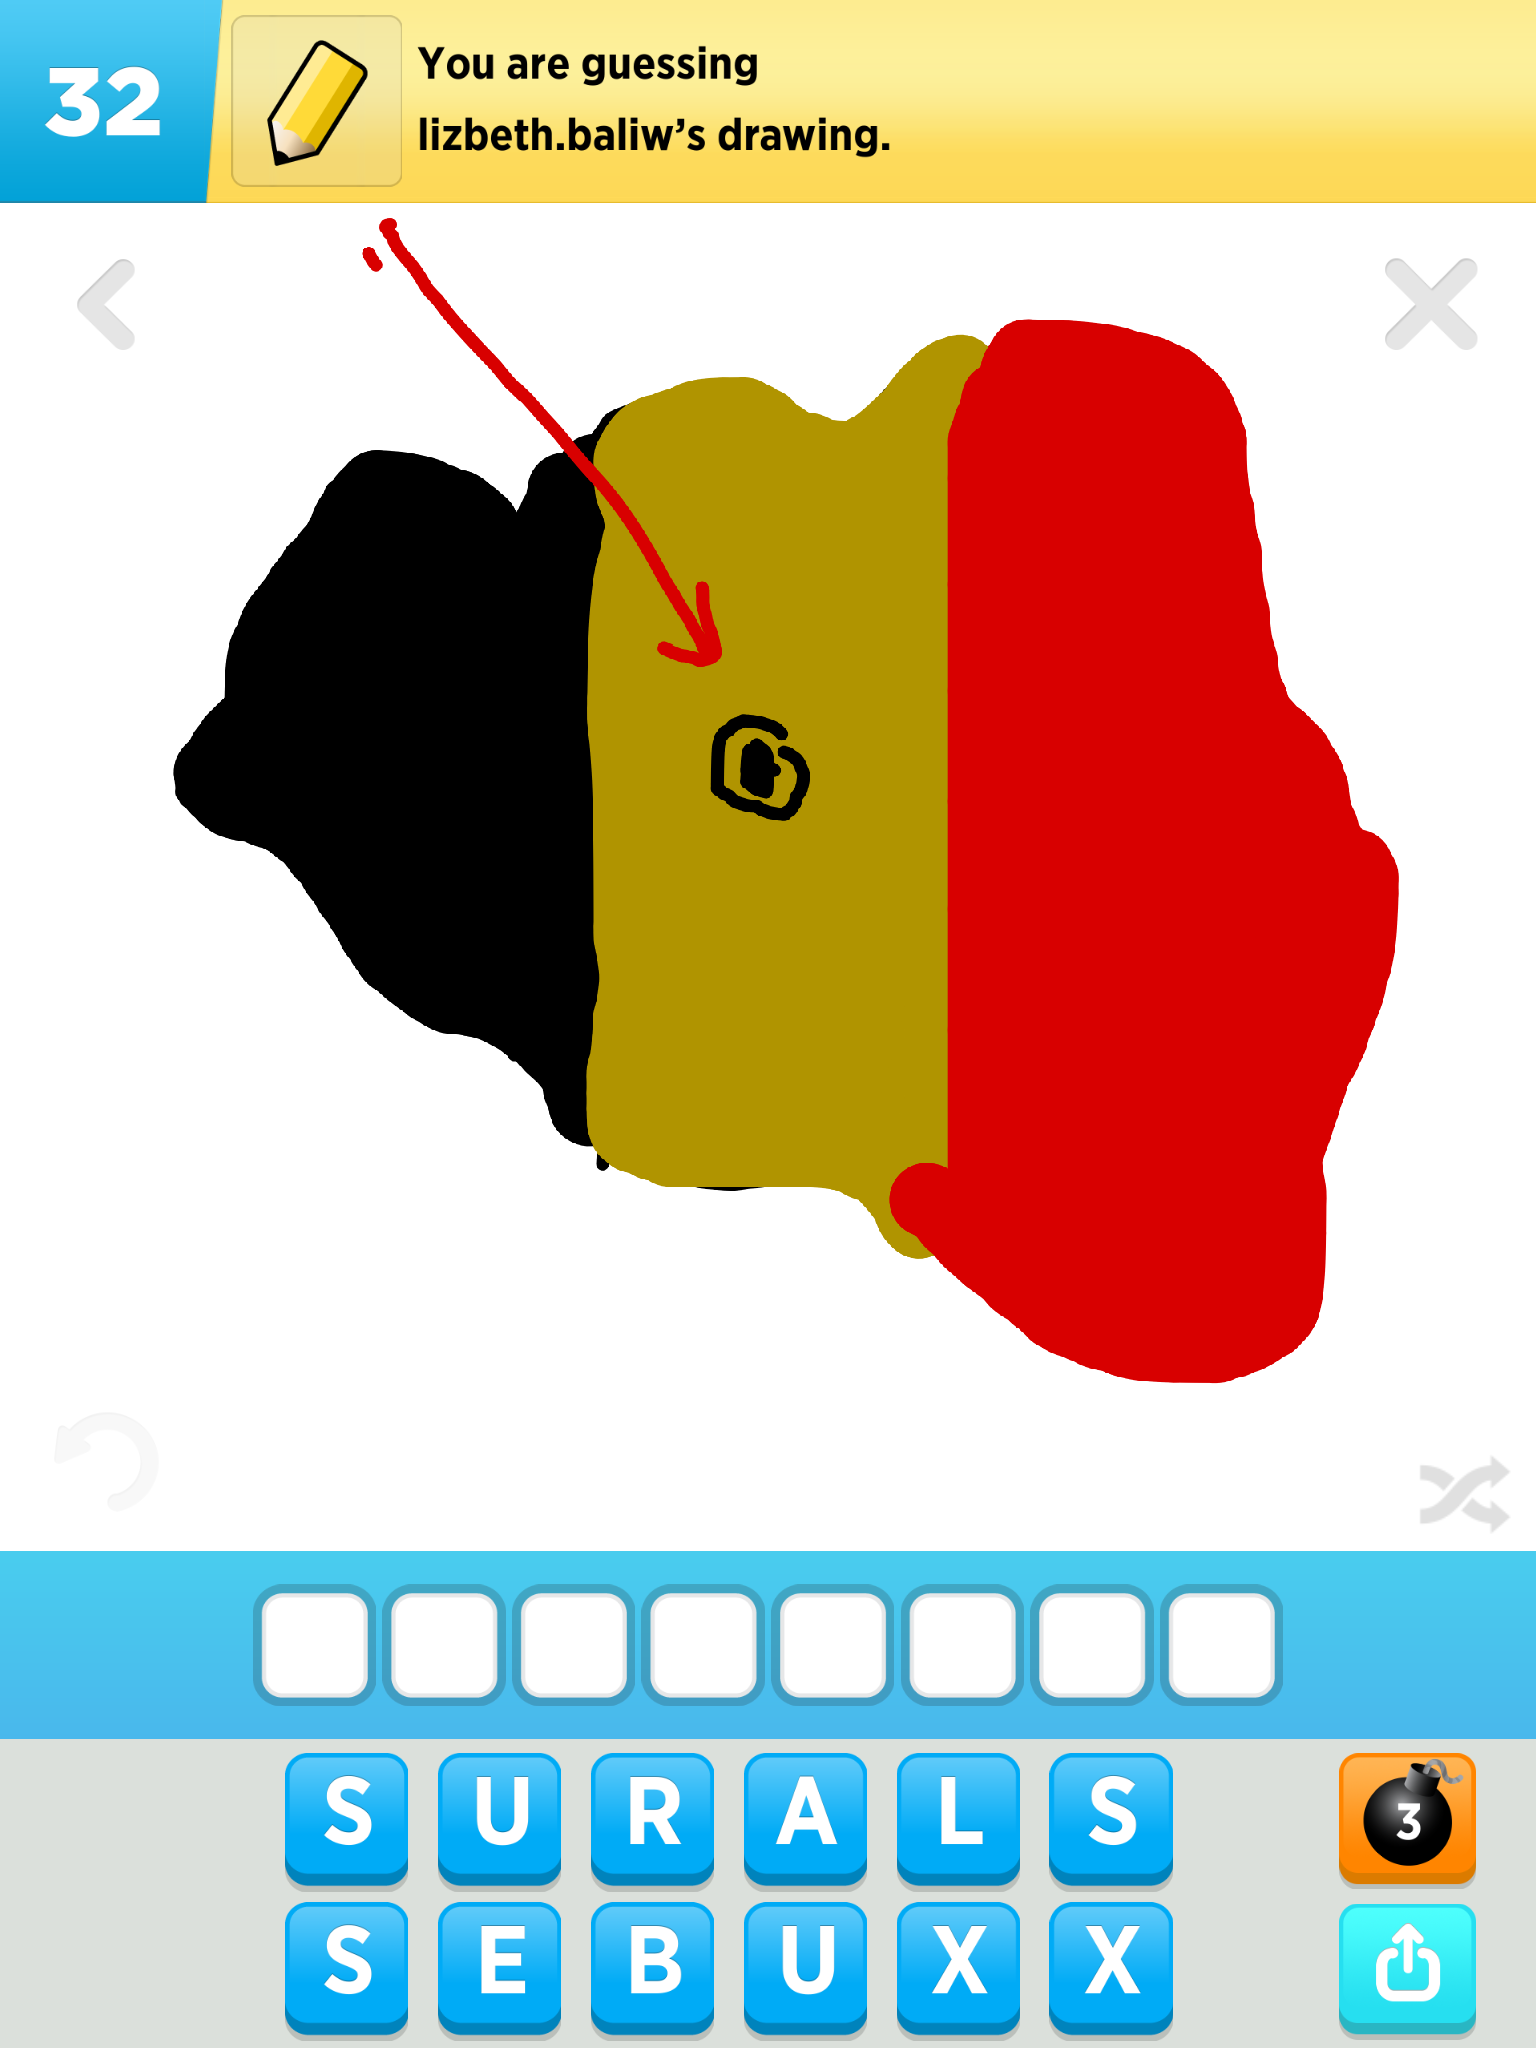 32
You are guessing
lizbeth.baliw’s drawing.
S U R A L S
3
S E B U X X